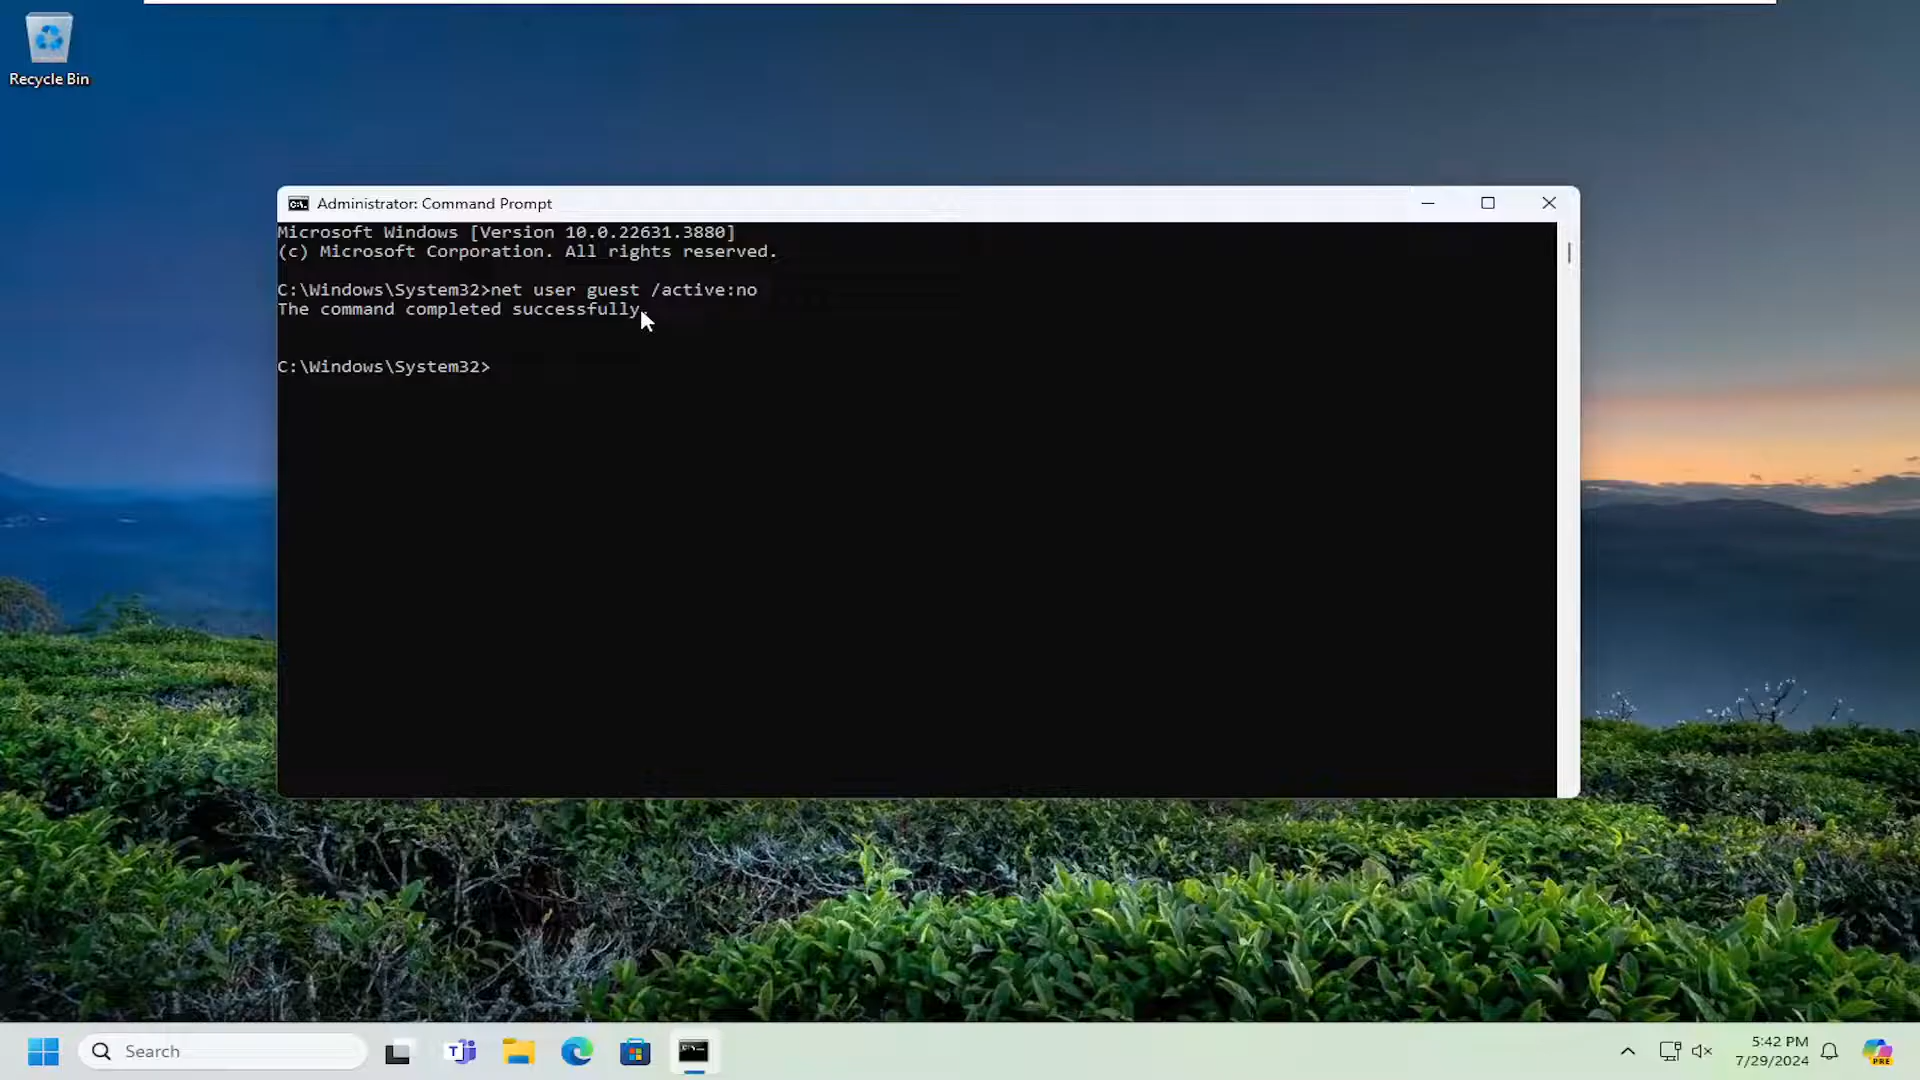 Recycle Bin
Administrator: Command Prompt
Microsoft Windows [Version 10.0.22631.3880]
(c) Microsoft Corporation. All rights reserved.
C:\Windows\System32>net user guest /active:no
The command completed successfully.
C:\Windows\System32>
Search
5:42 PM
7/29/2024
PRE